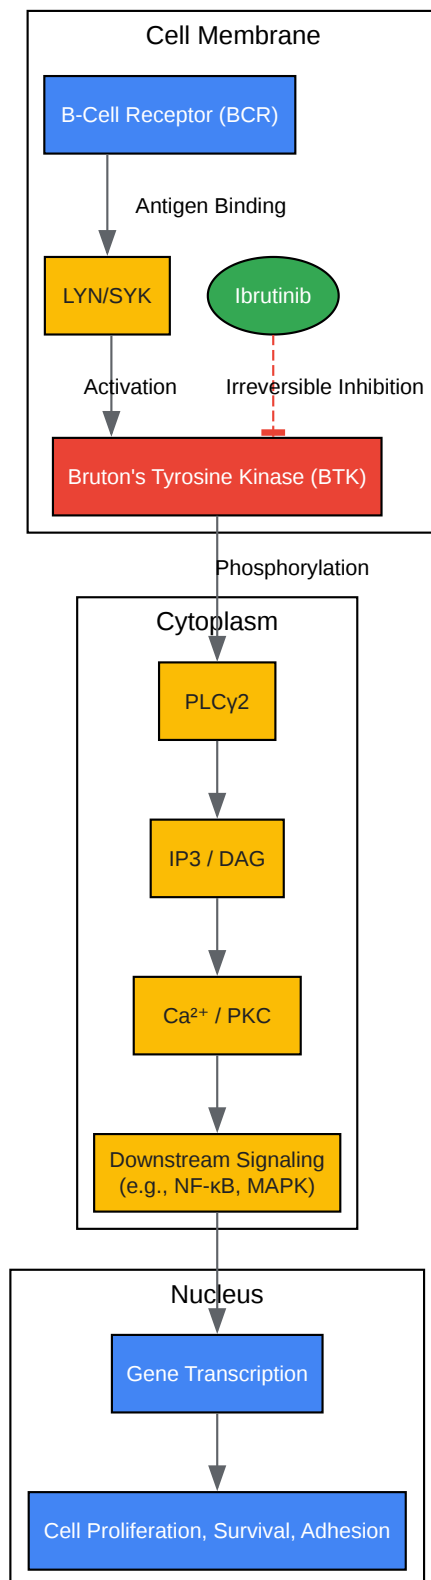 Cell Membrane
B-Cell Receptor (BCR)
Antigen Binding
LYN/SYK
Ibrutinib
Activation
Irreversible Inhibition
Bruton's Tyrosine Kinase (BTK)
Phosphorylation
Cytoplasm
PLCγ2
IP3 / DAG
Ca²⁺ / PKC
Downstream Signaling
(e.g., NF-κB, MAPK)
Nucleus
Gene Transcription
Cell Proliferation, Survival, Adhesion